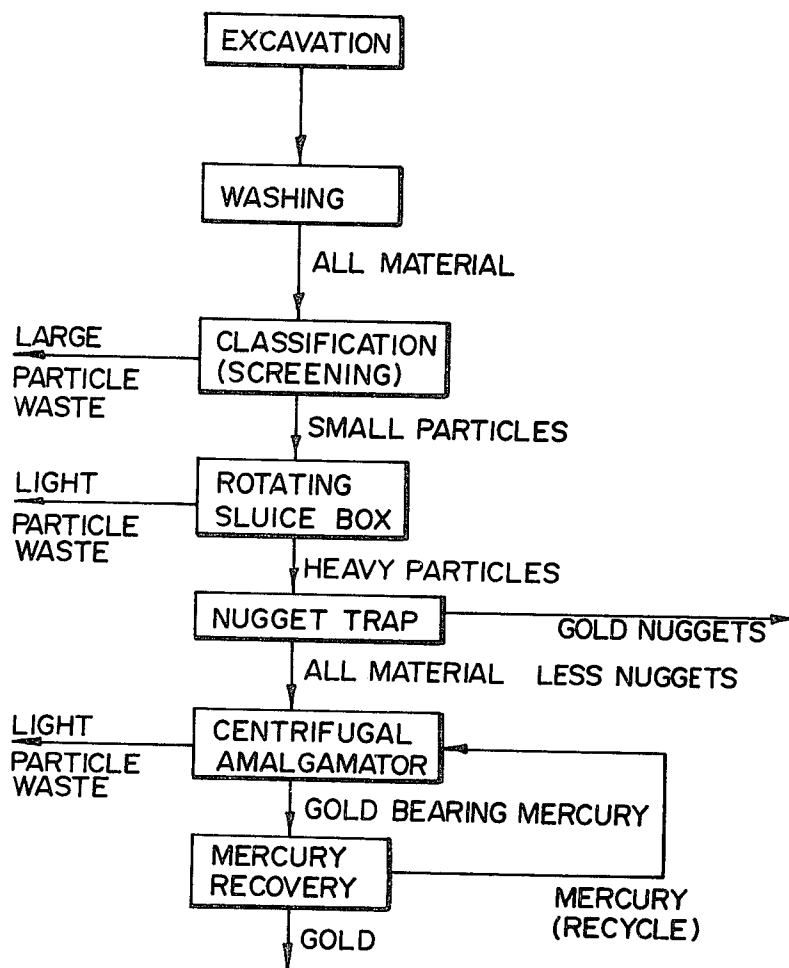 EXCAVATION
WASHING
ALL MATERIAL
LARGE
PARTICLE
WASTE
CLASSIFICATION
(SCREENING)
SMALL PARTICLES
LIGHT
PARTICLE
WASTE
ROTATING
SLUICE BOX
HEAVY PARTICLES
NUGGET TRAP
GOLD NUGGETS
ALL MATERIAL LESS NUGGETS
LIGHT
PARTICLE
WASTE
CENTRIFUGAL
AMALGAMATOR
GOLD BEARING MERCURY
MERCURY
RECOVERY
MERCURY
(RECYCLE)
GOLD